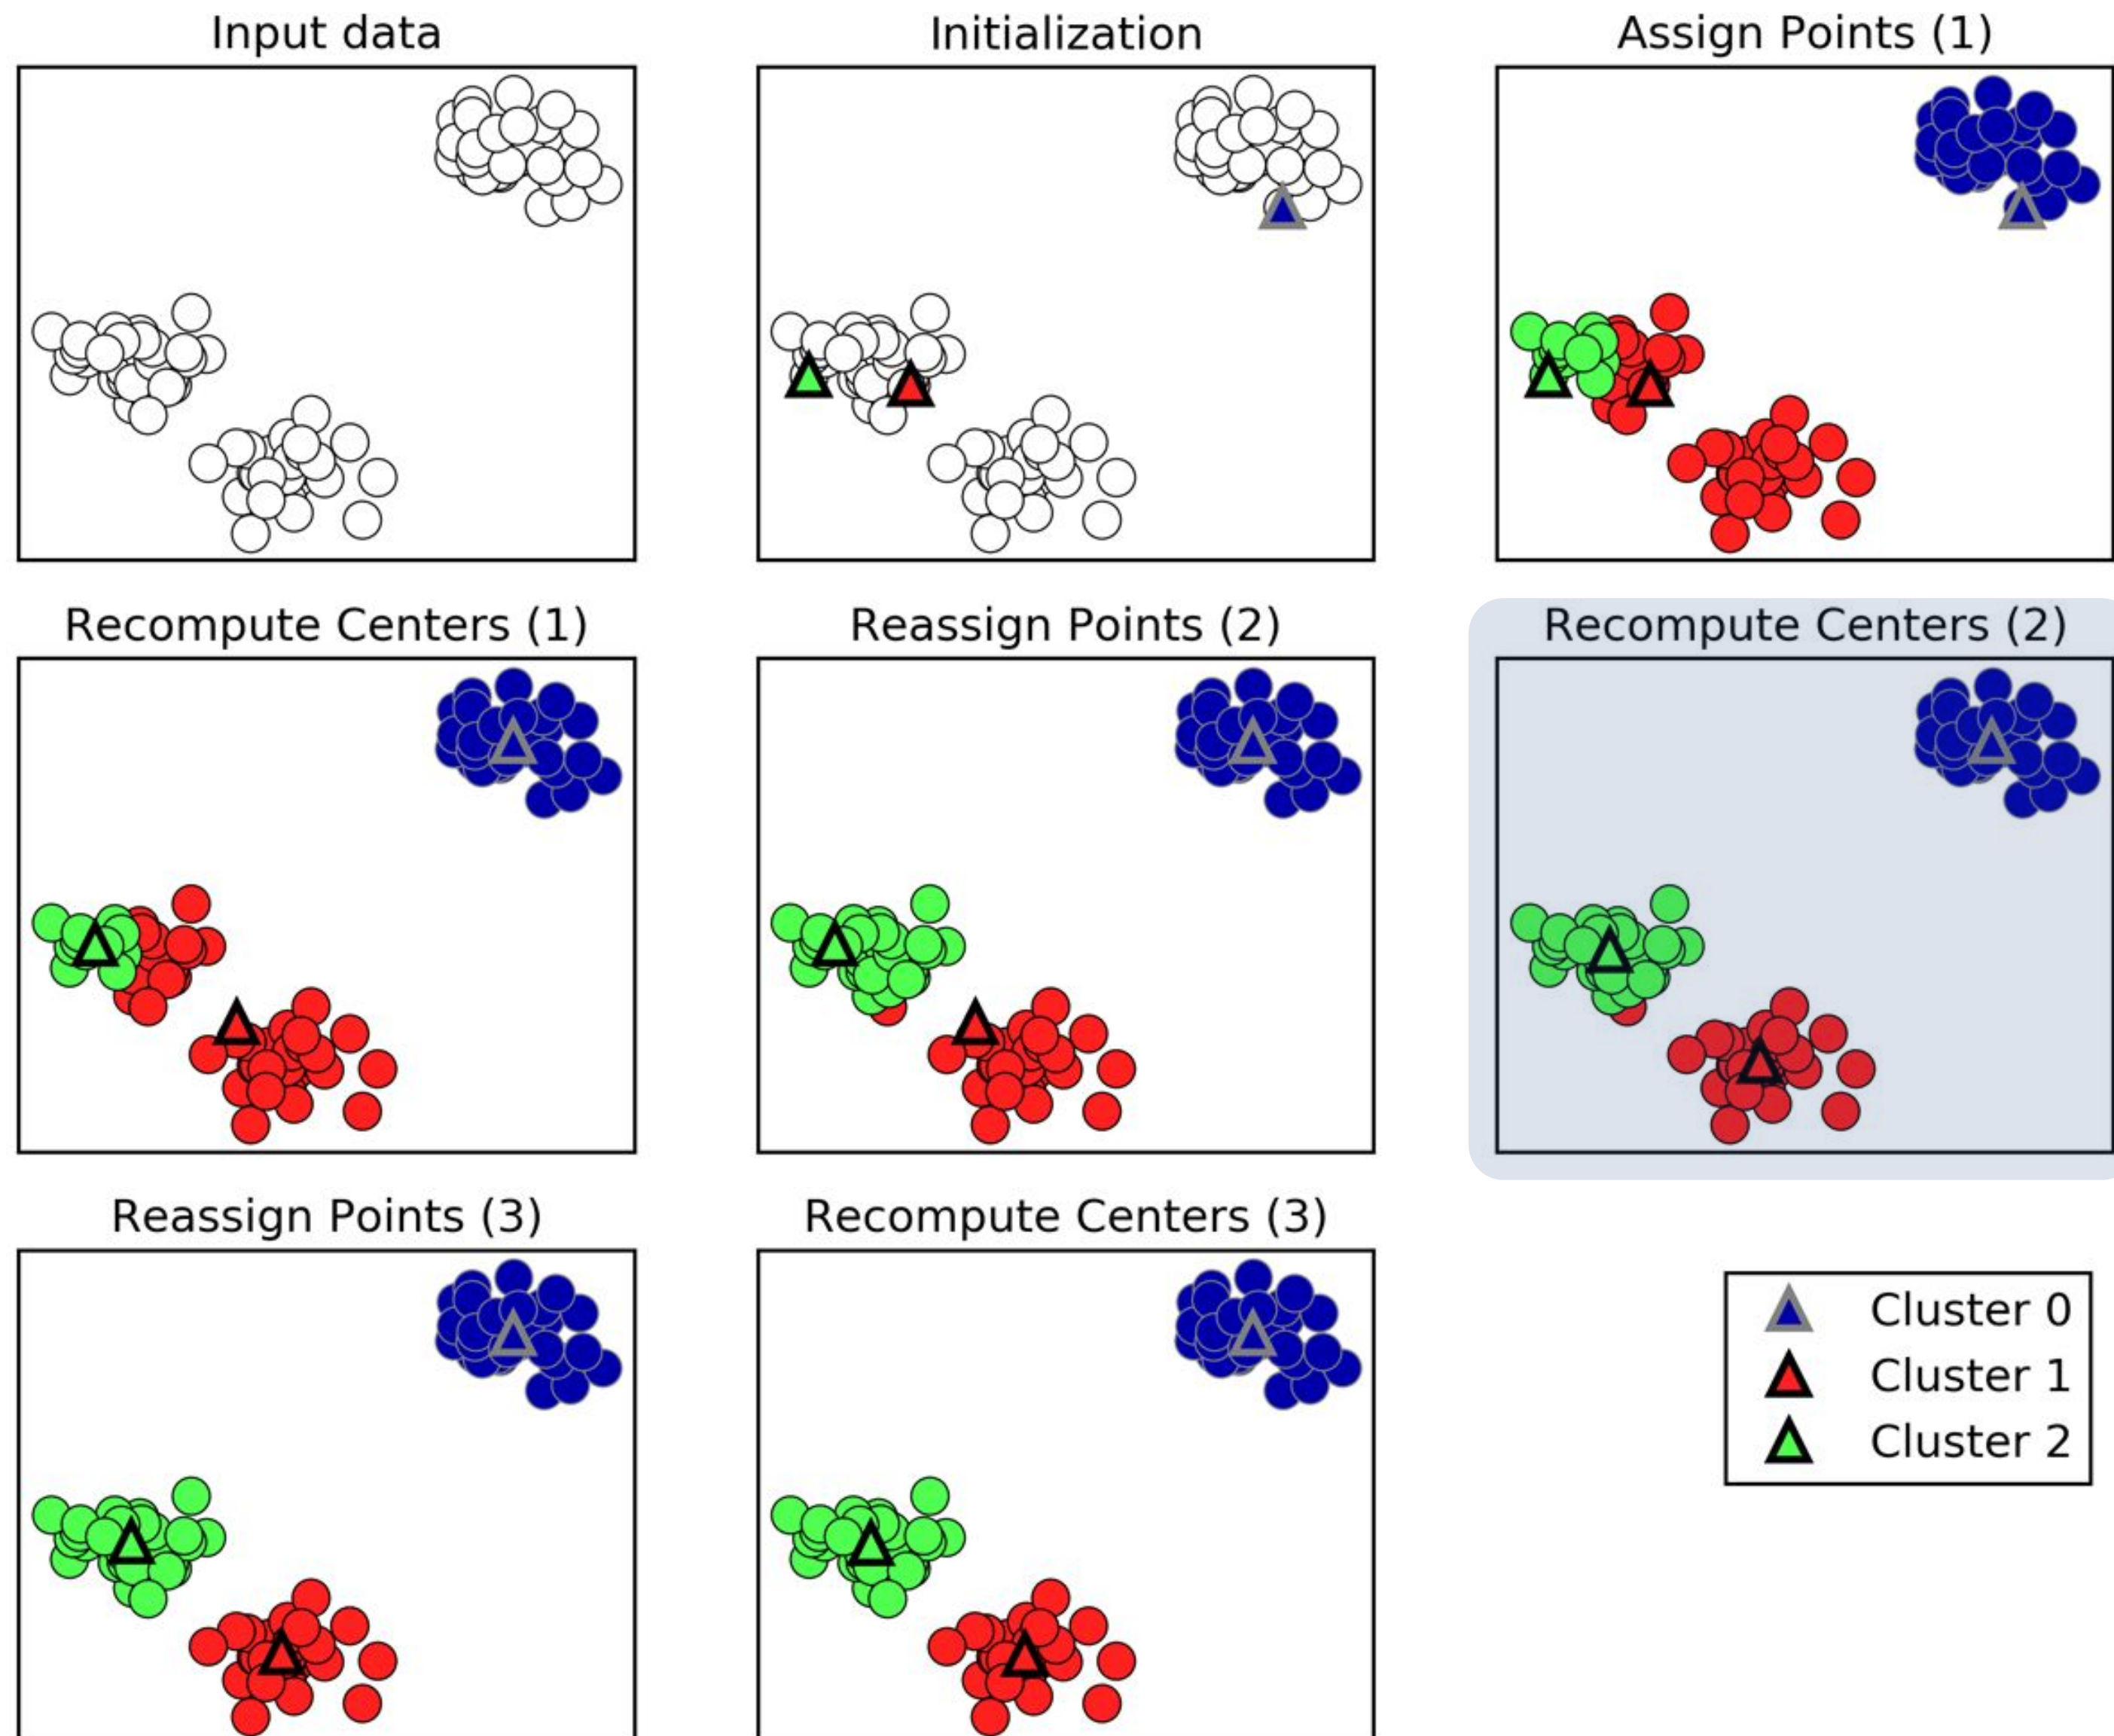 Input data
Initialization
Assign Points (1)
Recompute Centers (1)
Reassign Points (2)
Recompute Centers (2)
Reassign Points (3)
Recompute Centers (3)
Cluster 0
Cluster 1
Cluster 2